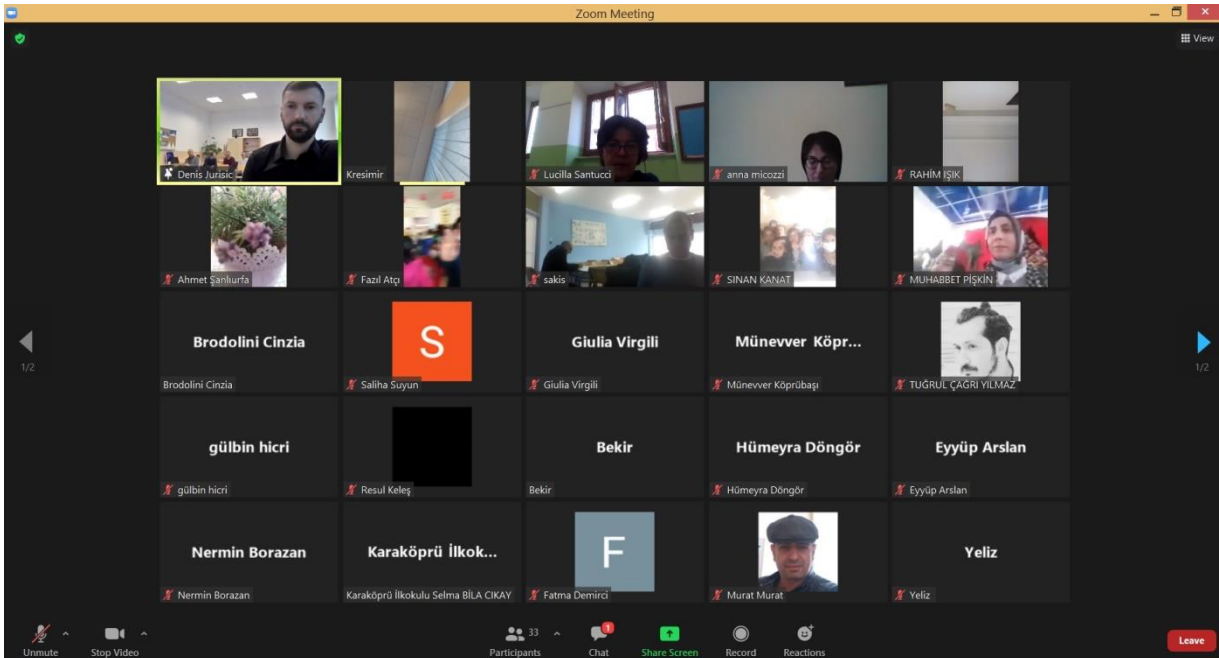 Zoom Meeting
View
Denis Jurisic
Kresimir
Lucilla Santucci
anna micozzi
RAHİM IŞIK
Ahmet Şanlıurfa
Fazıl Atçı
sakis
SINAN KANAT
MUHABBET PİŞKİN
Brodolini Cinzia
S
Giulia Virgili
Münevver Köpr...
Brodolini Cinzia
Saliha Suyun
Giulia Virgili
Münevver Köprübaşı
TUĞRUL ÇAĞRI YILMAZ
1/2
1/2
gülbin hicri
Bekir
Hümeyra Döngör
Eyyüp Arslan
gülbin hicri
Resul Keleş
Bekir
Hümeyra Döngör
Eyyüp Arslan
Nermin Borazan
Karaköprü İlkok...
F
Yeliz
Nermin Borazan
Karaköprü İlkokulu Selma BİLA CIKAY
Fatma Demirci
Murat Murat
Yeliz
33
1
Unmute
Stop Video
Participants
Chat
Share Screen
Record
Reactions
Leave